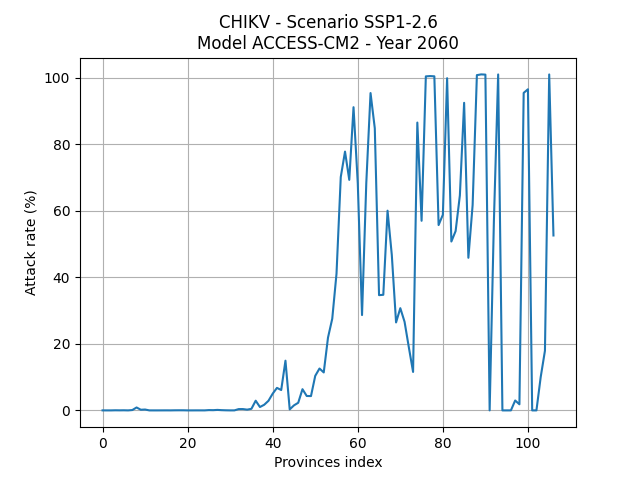 CHIKV - Scenario SSP1-2.6
Model ACCESS-CM2 - Year 2060
100
80
60
40
20
0
Attack rate (%)
0 20 40 60 80 100
Provinces index